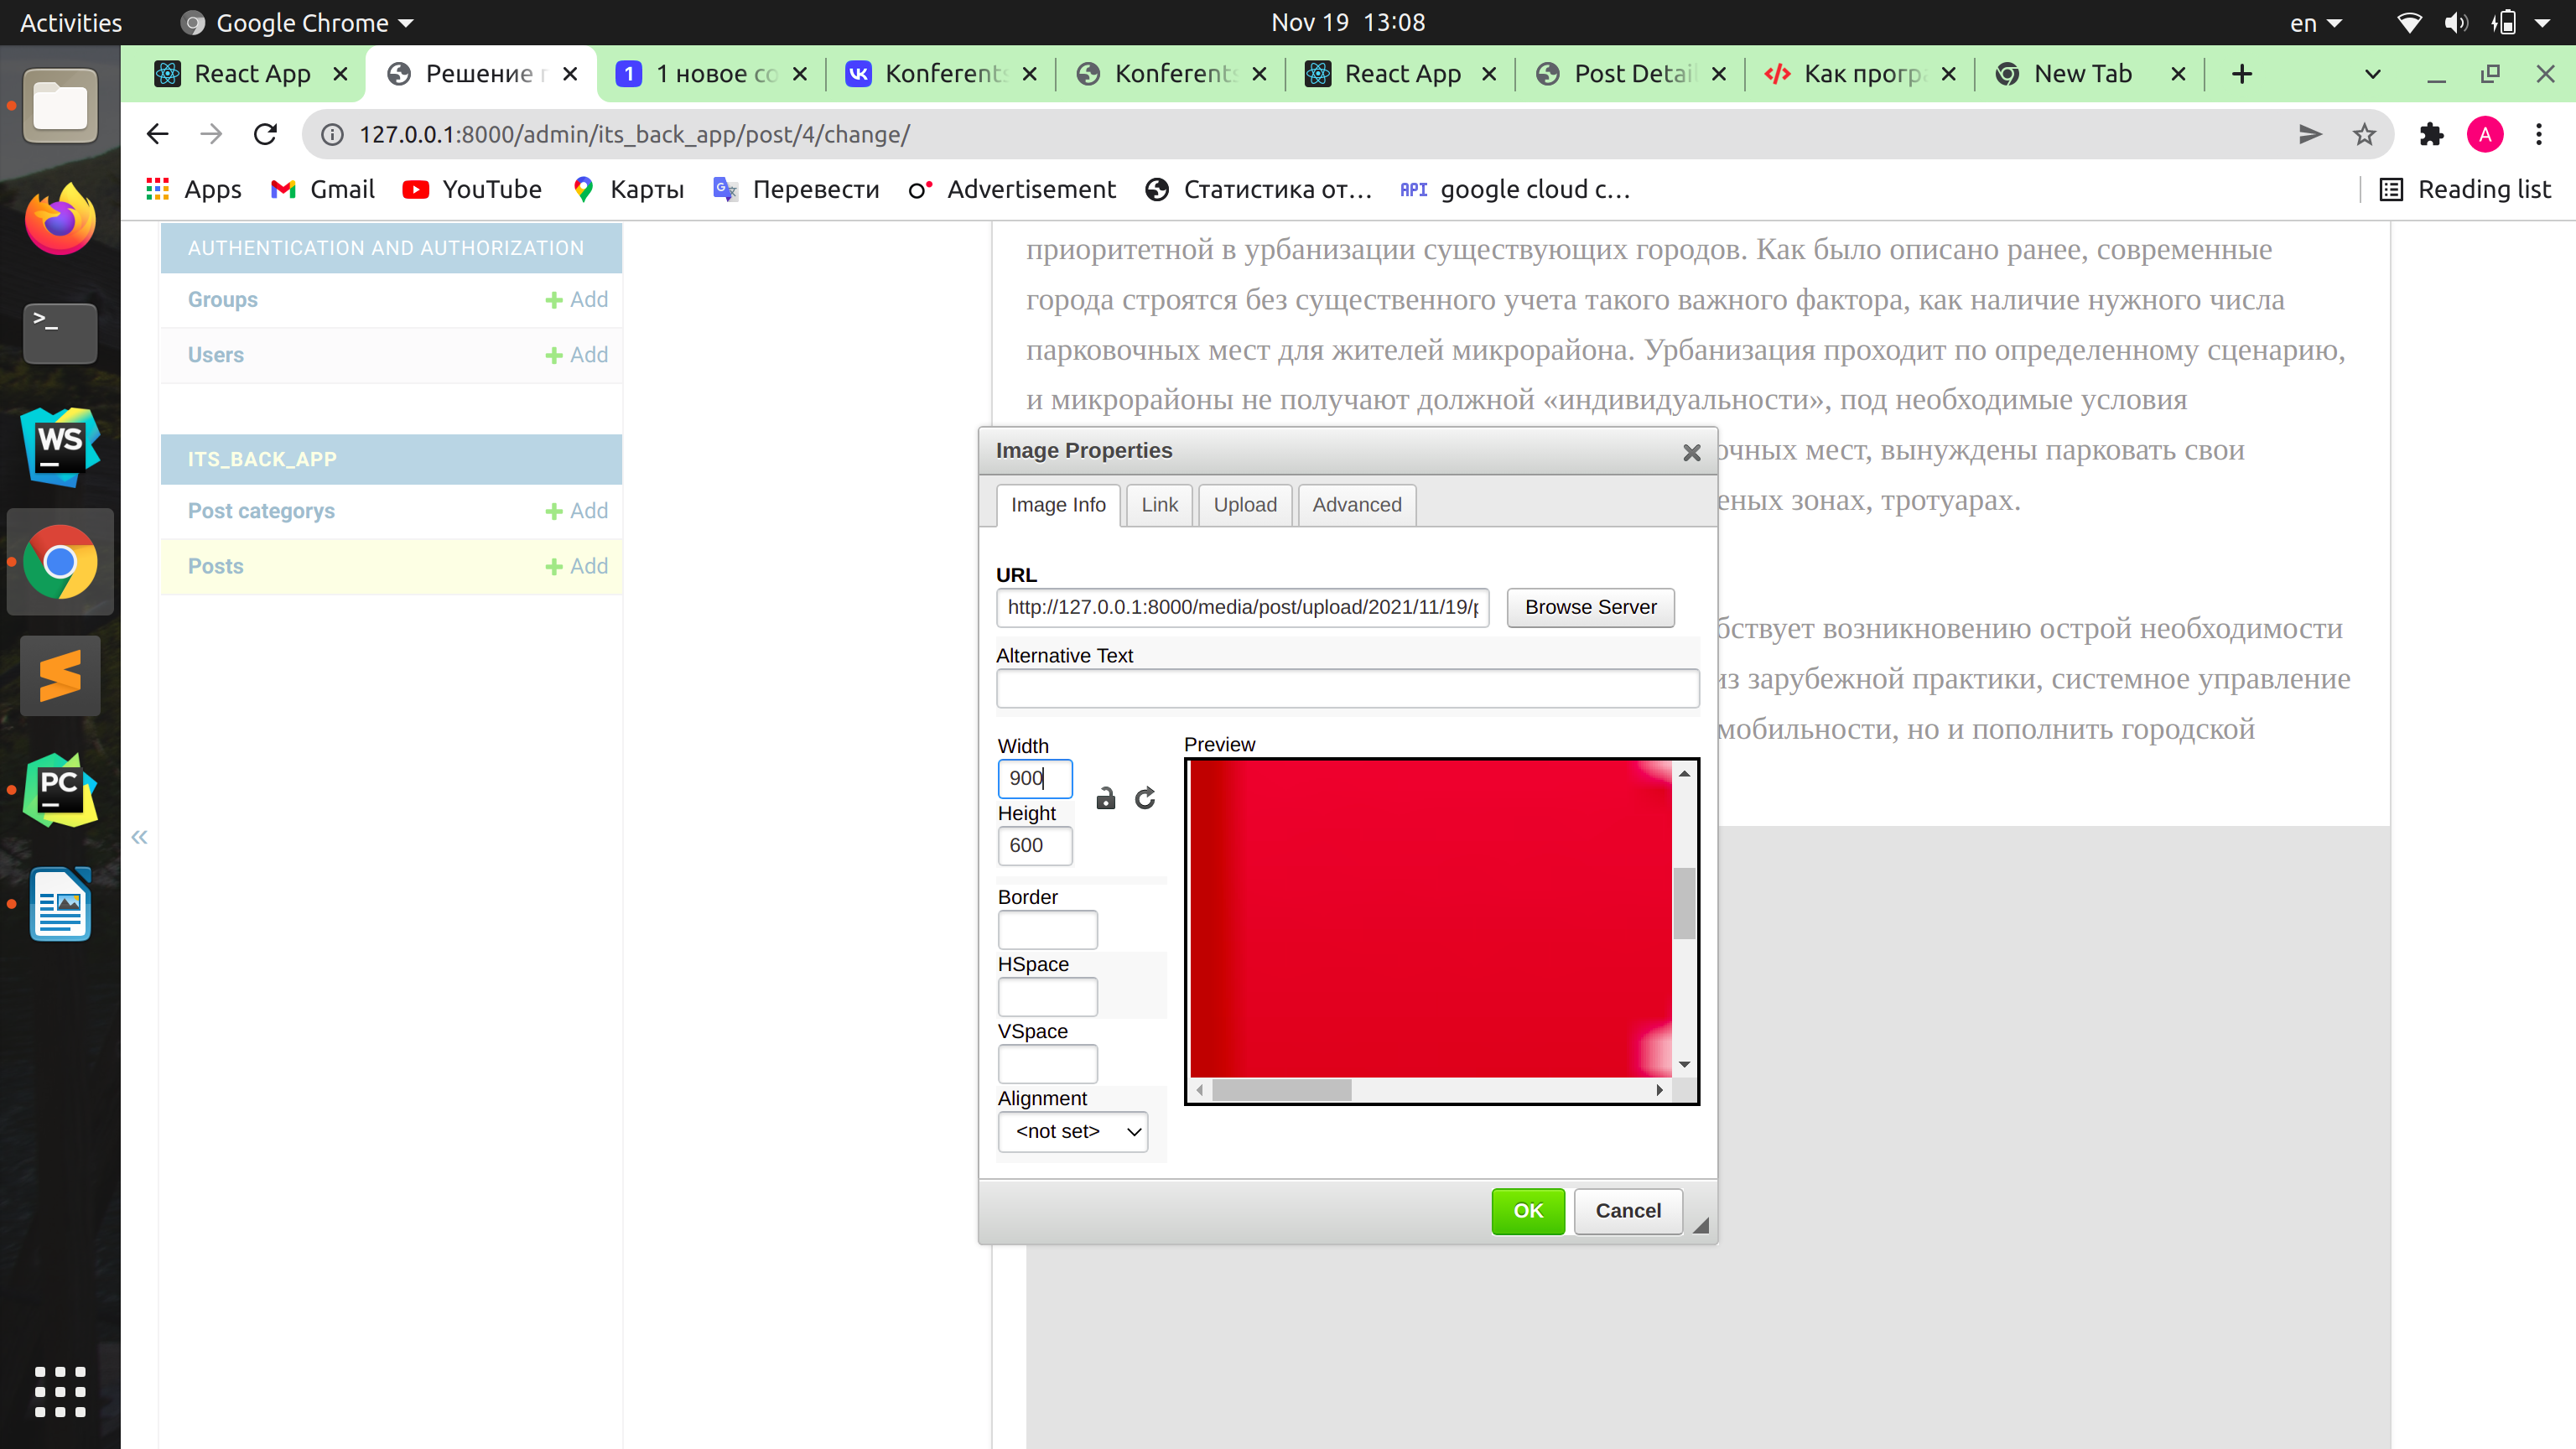 Activities
Google Chrome
Nov 19 13:08
en
React App
Решение
1 новое со
Konferents
Konferents
React App
Post Detail
Как програ
New Tab
127.0.0.1:8000/admin/its_back_app/post/4/change/
A
Apps
Gmail
YouTube
Карты
Перевести
Advertisement
Статистика от...
API google cloud c...
Reading list
AUTHENTICATION AND AUTHORIZATION
Groups + Add
Users + Add
ITS_BACK_APP
Post categorys + Add
Posts + Add
«
WS
PC
приоритетной в урбанизации существующих городов. Как было описано ранее, современные
города строятся без существенного учета такого важного фактора, как наличие нужного числа
парковочных мест для жителей микрорайона. Урбанизация проходит по определенному сценарию,
и микрорайоны не получают должной «индивидуальности», под необходимые условия
очных мест, вынуждены парковать свои
еных зонах, тротуарах.
бствует возникновению острой необходимости
из зарубежной практики, системное управление
мобильности, но и пополнить городской
Image Properties
Image Info
Link
Upload
Advanced
URL
http://127.0.0.1:8000/media/post/upload/2021/11/19/p
Browse Server
Alternative Text
Width
900
Height
600
Border
HSpace
VSpace
Alignment
<not set>
Preview
OK
Cancel